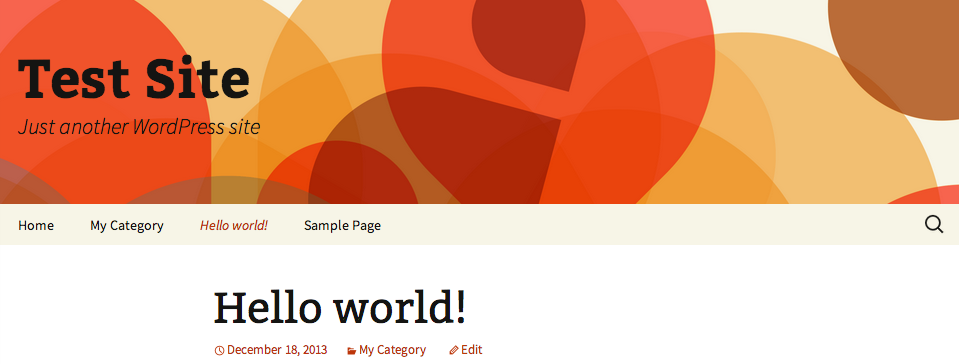 Test Site
Just another WordPress site
Home My Category Hello world! Sample Page
Hello world!
December 18, 2013 My Category Edit